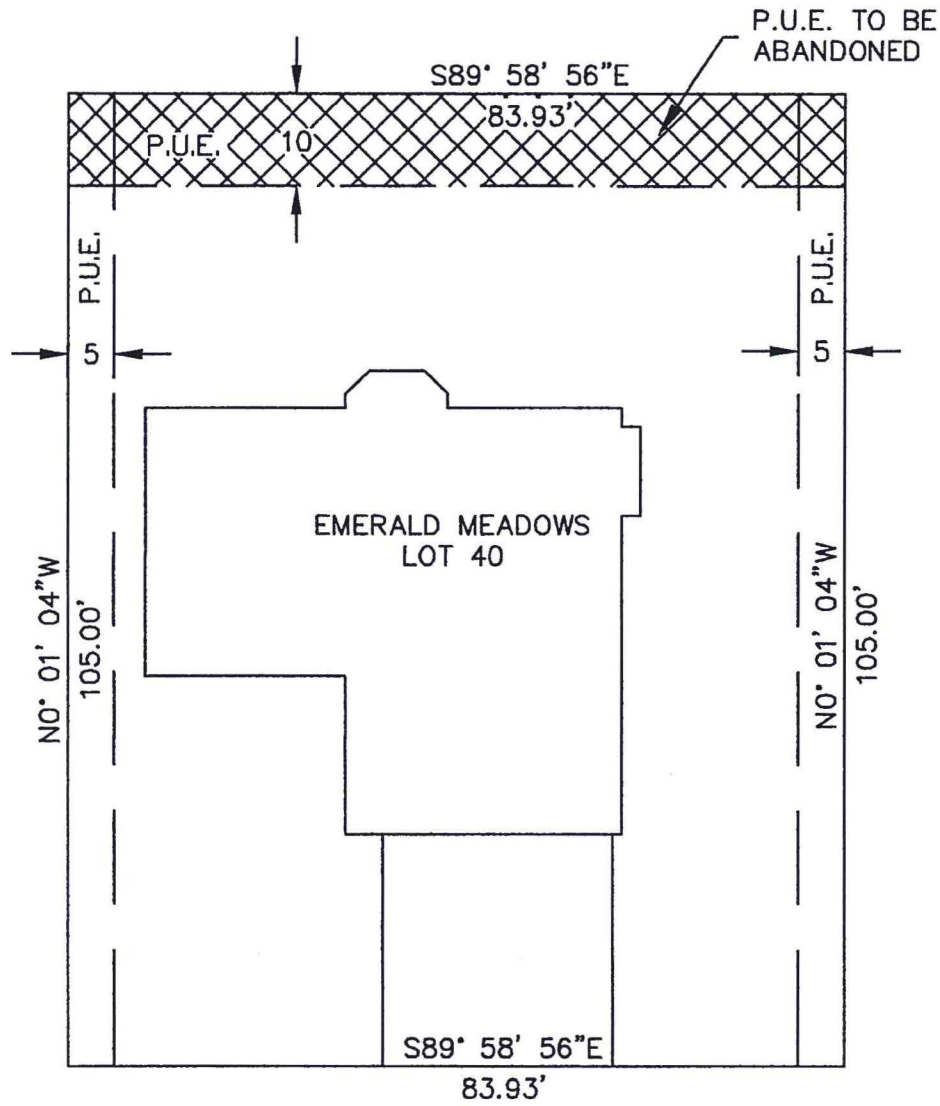 P.U.E. TO BE
ABANDONED
S89° 58' 56"E
83.93'
P.U.E.
10
P.U.E.
P.U.E.
5
5
EMERALD MEADOWS
LOT 40
N0° 01' 04"W
105.00'
N0° 01' 04"W
105.00'
S89° 58' 56"E
83.93'